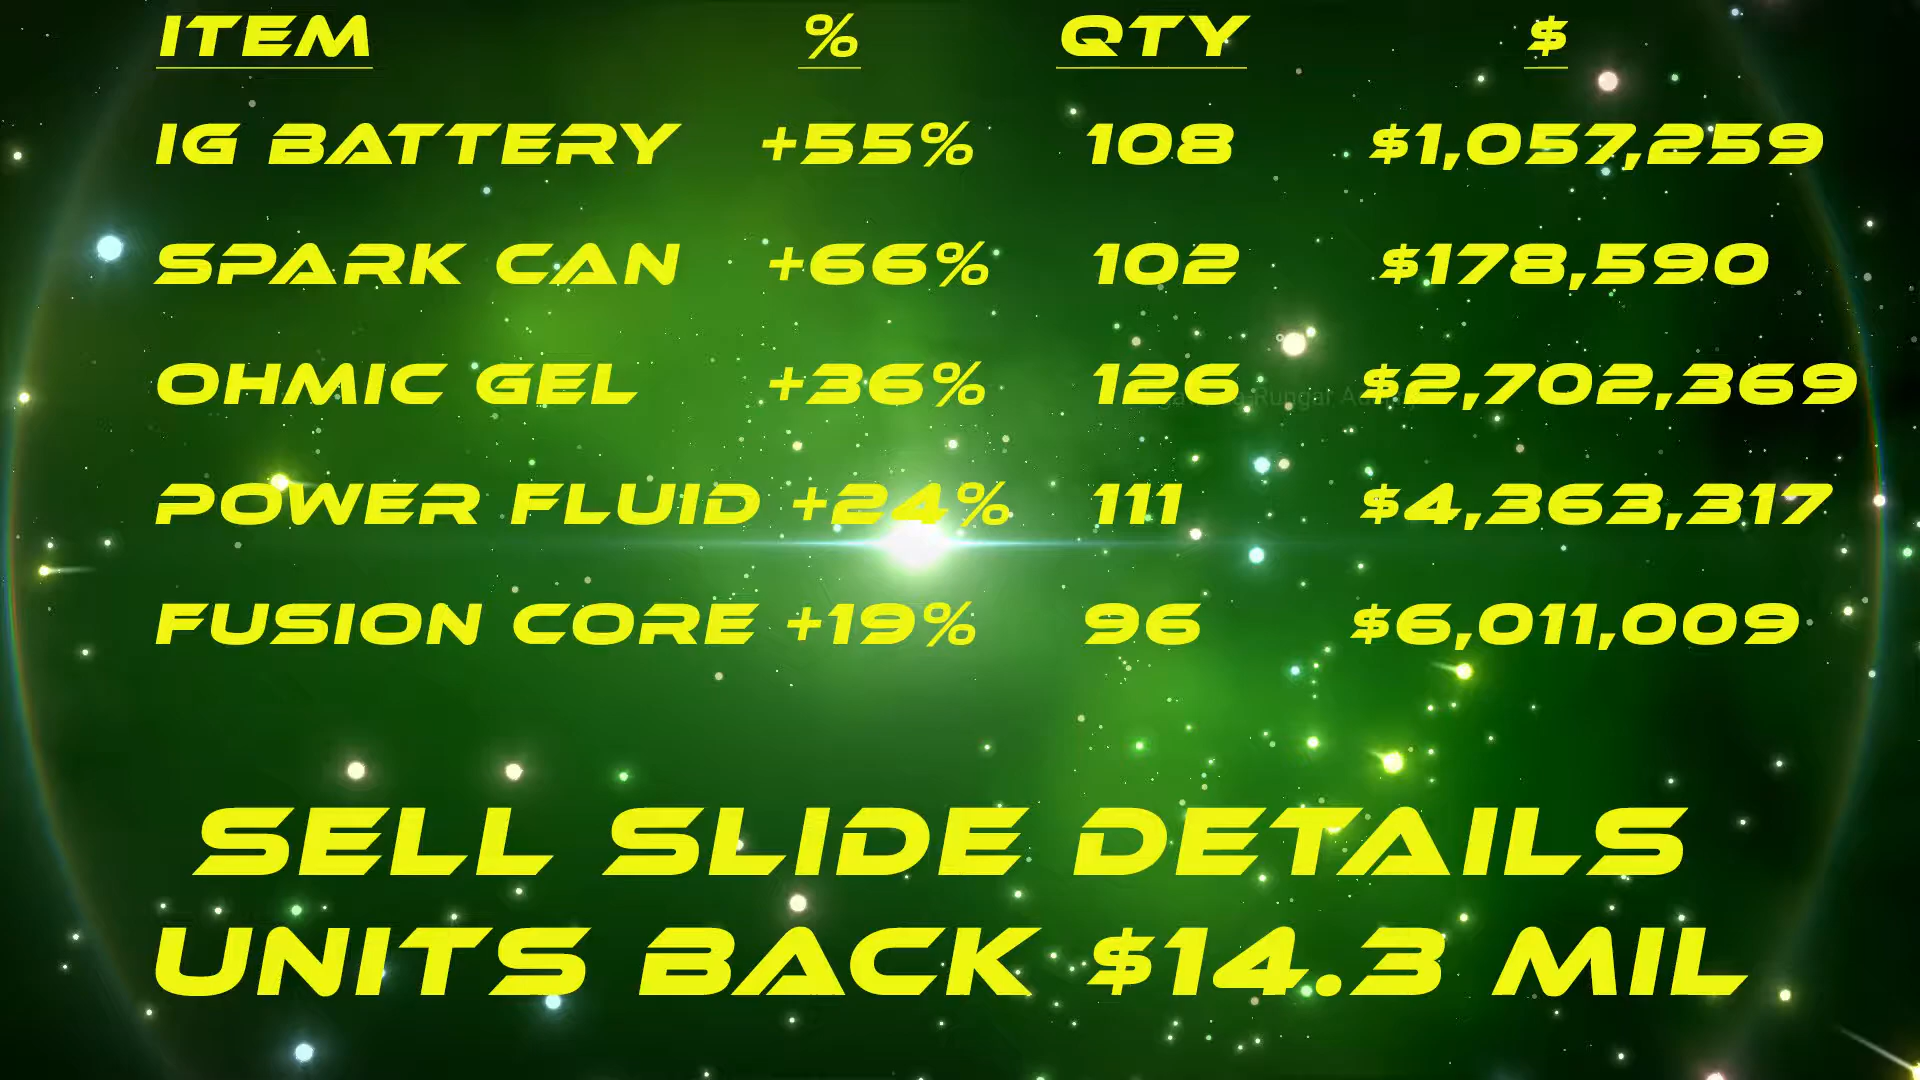 ITEM % QTY $
IG BATTERY +55% 108 $1,057,259
SPARK CAN +66% 102 $178,590
OHMIC GEL +36% 126 $2,702,369
POWER FLUID +24% 111 $4,363,317
FUSION CORE +19% 96 $6,011,009
SELL SLIDE DETAILS
UNITS BACK $14.3 MIL